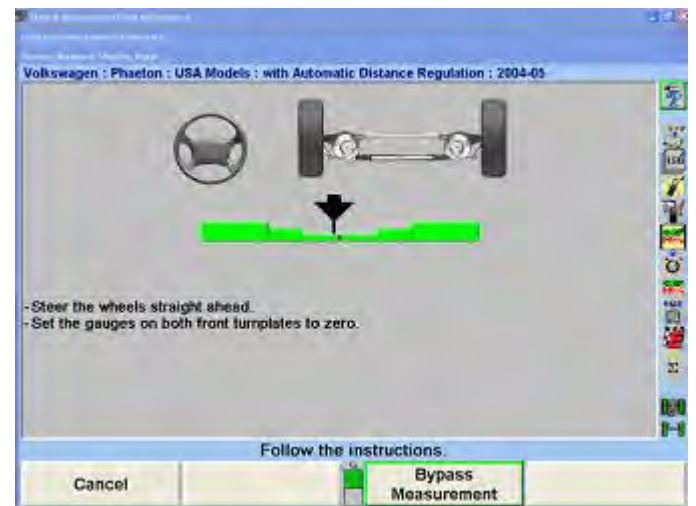 Volkswagen : Phaeton : USA Models : with Automatic Distance Regulation : 2004-05
-Steer the wheels straight ahead.
-Set the gauges on both front turnplates to zero.
Follow the instructions.
Cancel
Bypass
Measurement